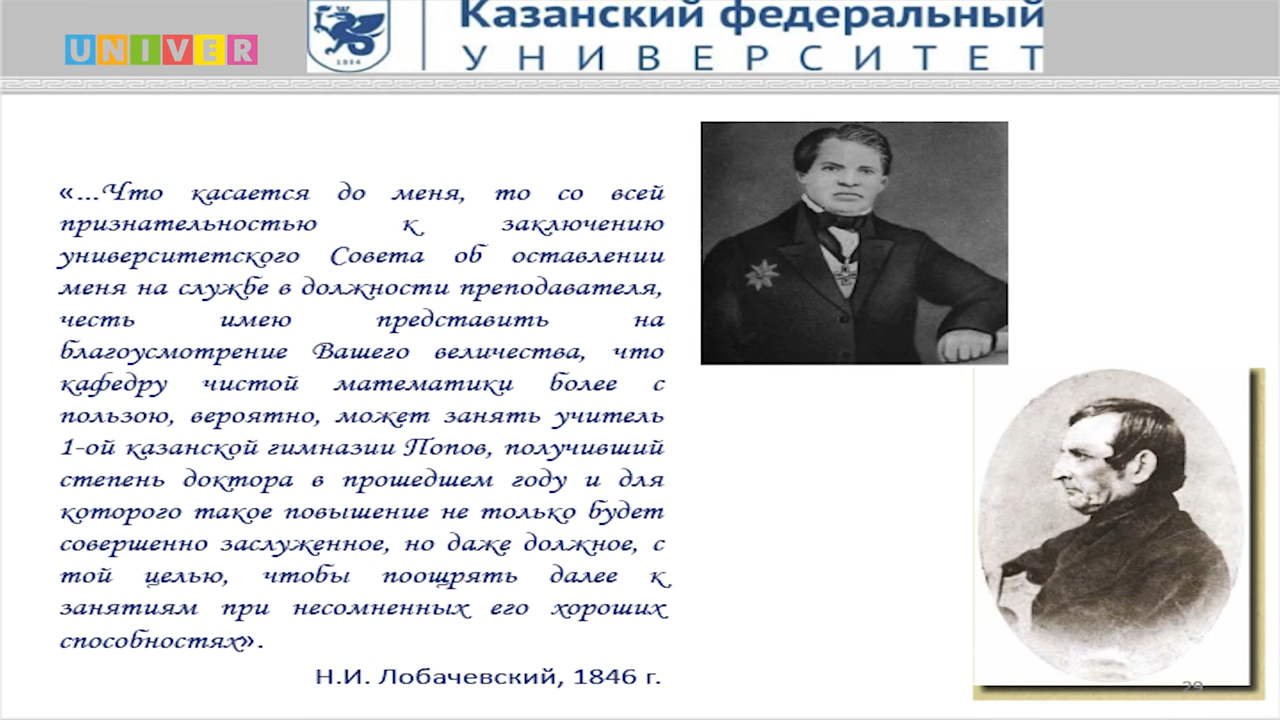 UNIVER
Казанский федеральный
УНИВЕРСИТЕТ
1804
«...Что касается до меня, то со всей
признательностью к заключению
университетского Совета об оставлении
меня на службе в должности преподавателя,
честь имею представить на
благоусмотрение Вашего величества, что
кафедру чистой математики более с
пользою, вероятно, может занять учитель
1-ой казанской гимназии Попов, получивший
степень доктора в прошедшем году и для
которого такое повышение не только будет
совершенно заслуженное, но даже должное, с
той целью, чтобы поощрять далее к
занятиям при несомненных его хороших
способностях».
Н.И. Лобачевский, 1846 г.
29